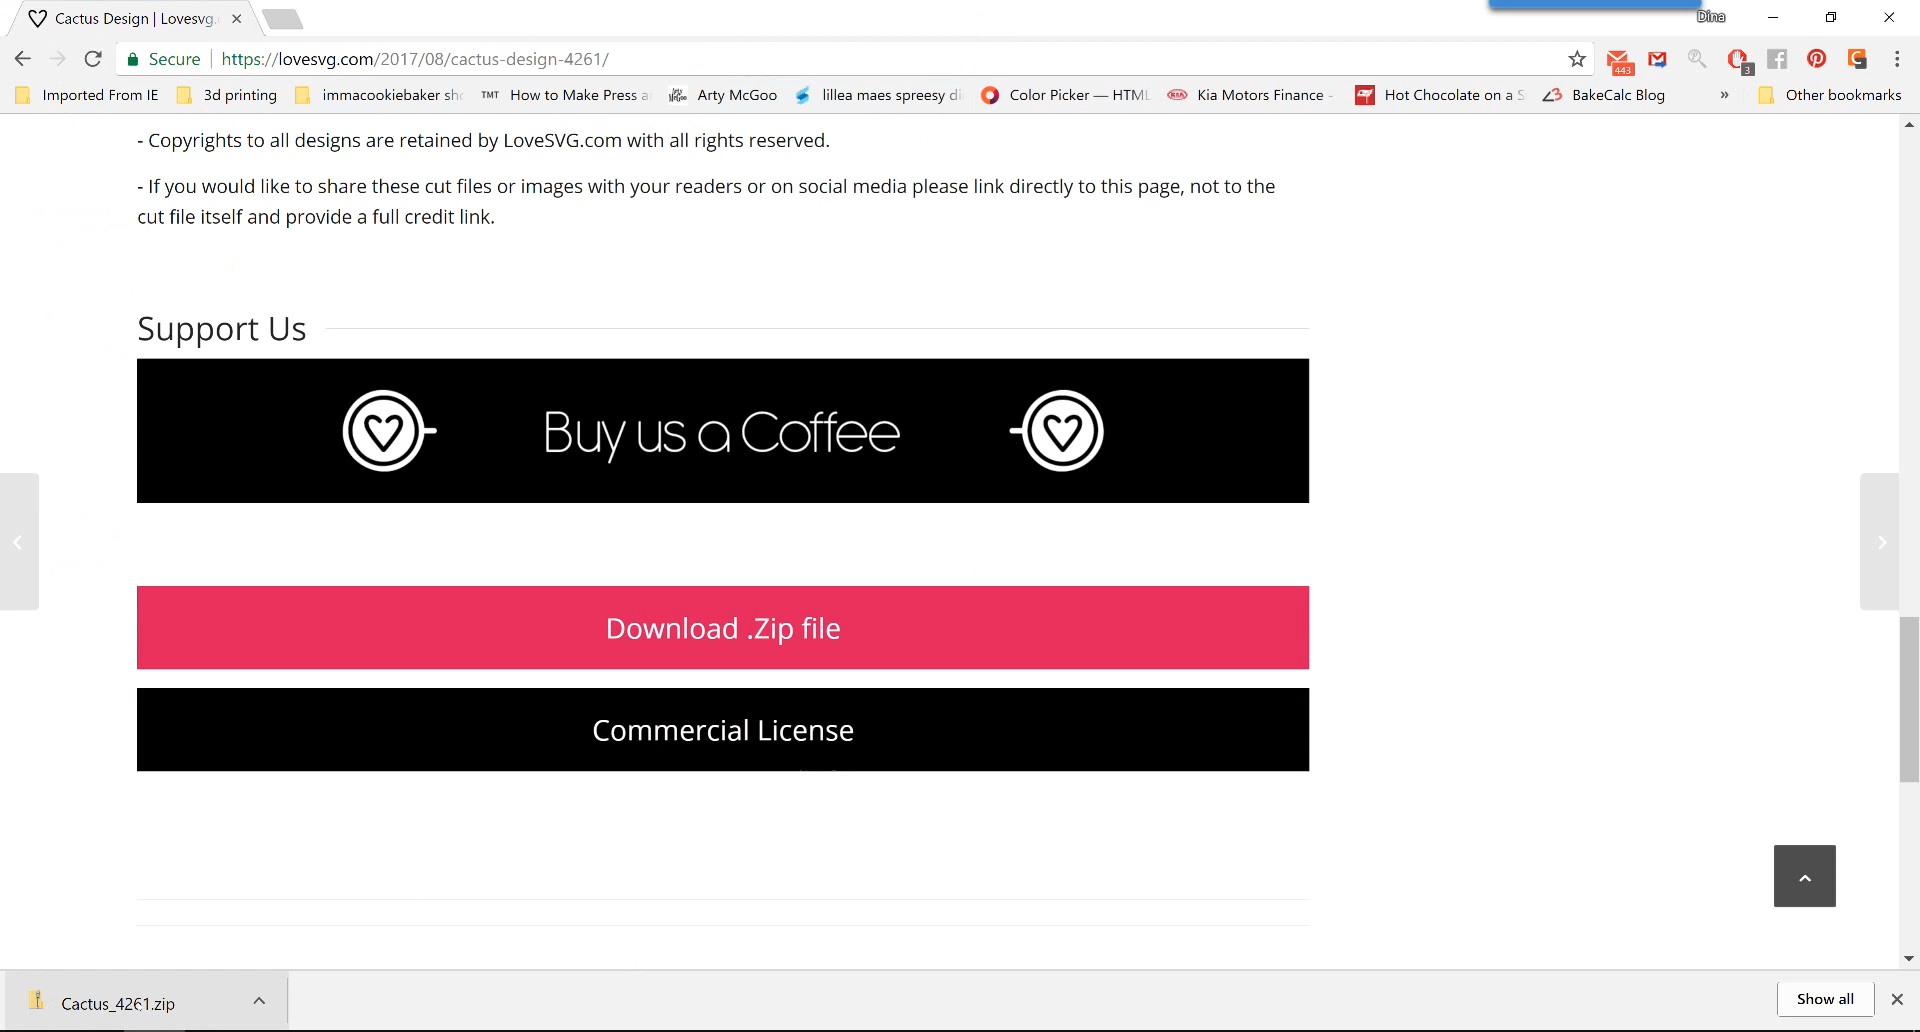 Cactus Design | Lovesvg.
Dina
Secure
https://lovesvg.com/2017/08/cactus-design-4261/
443
3
Imported From IE
3d printing
immacookiebaker sh
TMT How to Make Press a
Arty McGoo
lillea maes spreesy di
Color Picker — HTML
KIA Kia Motors Finance -
Hot Chocolate on a S
BakeCalc Blog
»
Other bookmarks
- Copyrights to all designs are retained by LoveSVG.com with all rights reserved.
- If you would like to share these cut files or images with your readers or on social media please link directly to this page, not to the
cut file itself and provide a full credit link.
Support Us
Buy us a Coffee
Download .Zip file
Commercial License
Cactus_4261.zip
Show all